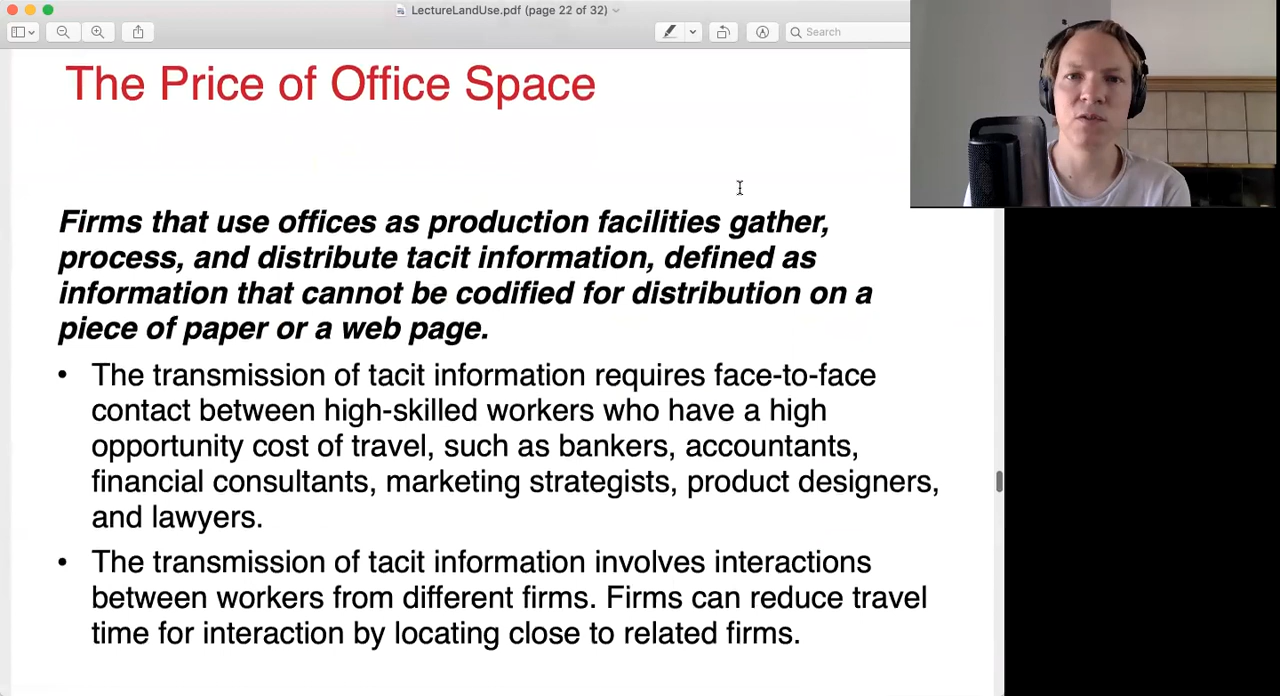 LectureLandUse.pdf (page 22 of 32)
Search
The Price of Office Space
Firms that use offices as production facilities gather,
process, and distribute tacit information, defined as
information that cannot be codified for distribution on a
piece of paper or a web page.
• The transmission of tacit information requires face-to-face
contact between high-skilled workers who have a high
opportunity cost of travel, such as bankers, accountants,
financial consultants, marketing strategists, product designers,
and lawyers.
• The transmission of tacit information involves interactions
between workers from different firms. Firms can reduce travel
time for interaction by locating close to related firms.